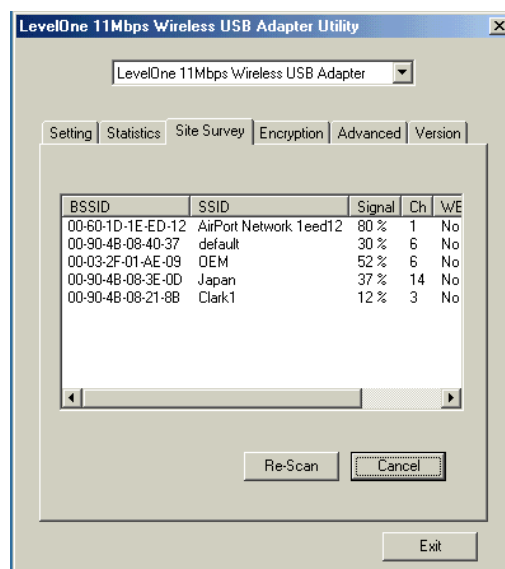 LevelOne 11Mbps Wireless USB Adapter Utility
LevelOne 11Mbps Wireless USB Adapter
Setting Statistics Site Survey Encryption Advanced Version
BSSID SSID Signal Ch WE
00-60-1D-1E-ED-12 AirPort Network 1eed12 80 % 1 No
00-90-4B-08-40-37 default 30 % 6 No
00-03-2F-01-AE-09 OEM 52 % 6 No
00-90-4B-08-3E-0D Japan 37 % 14 No
00-90-4B-08-21-8B Clark1 12 % 3 No
Re-Scan Cancel
Exit